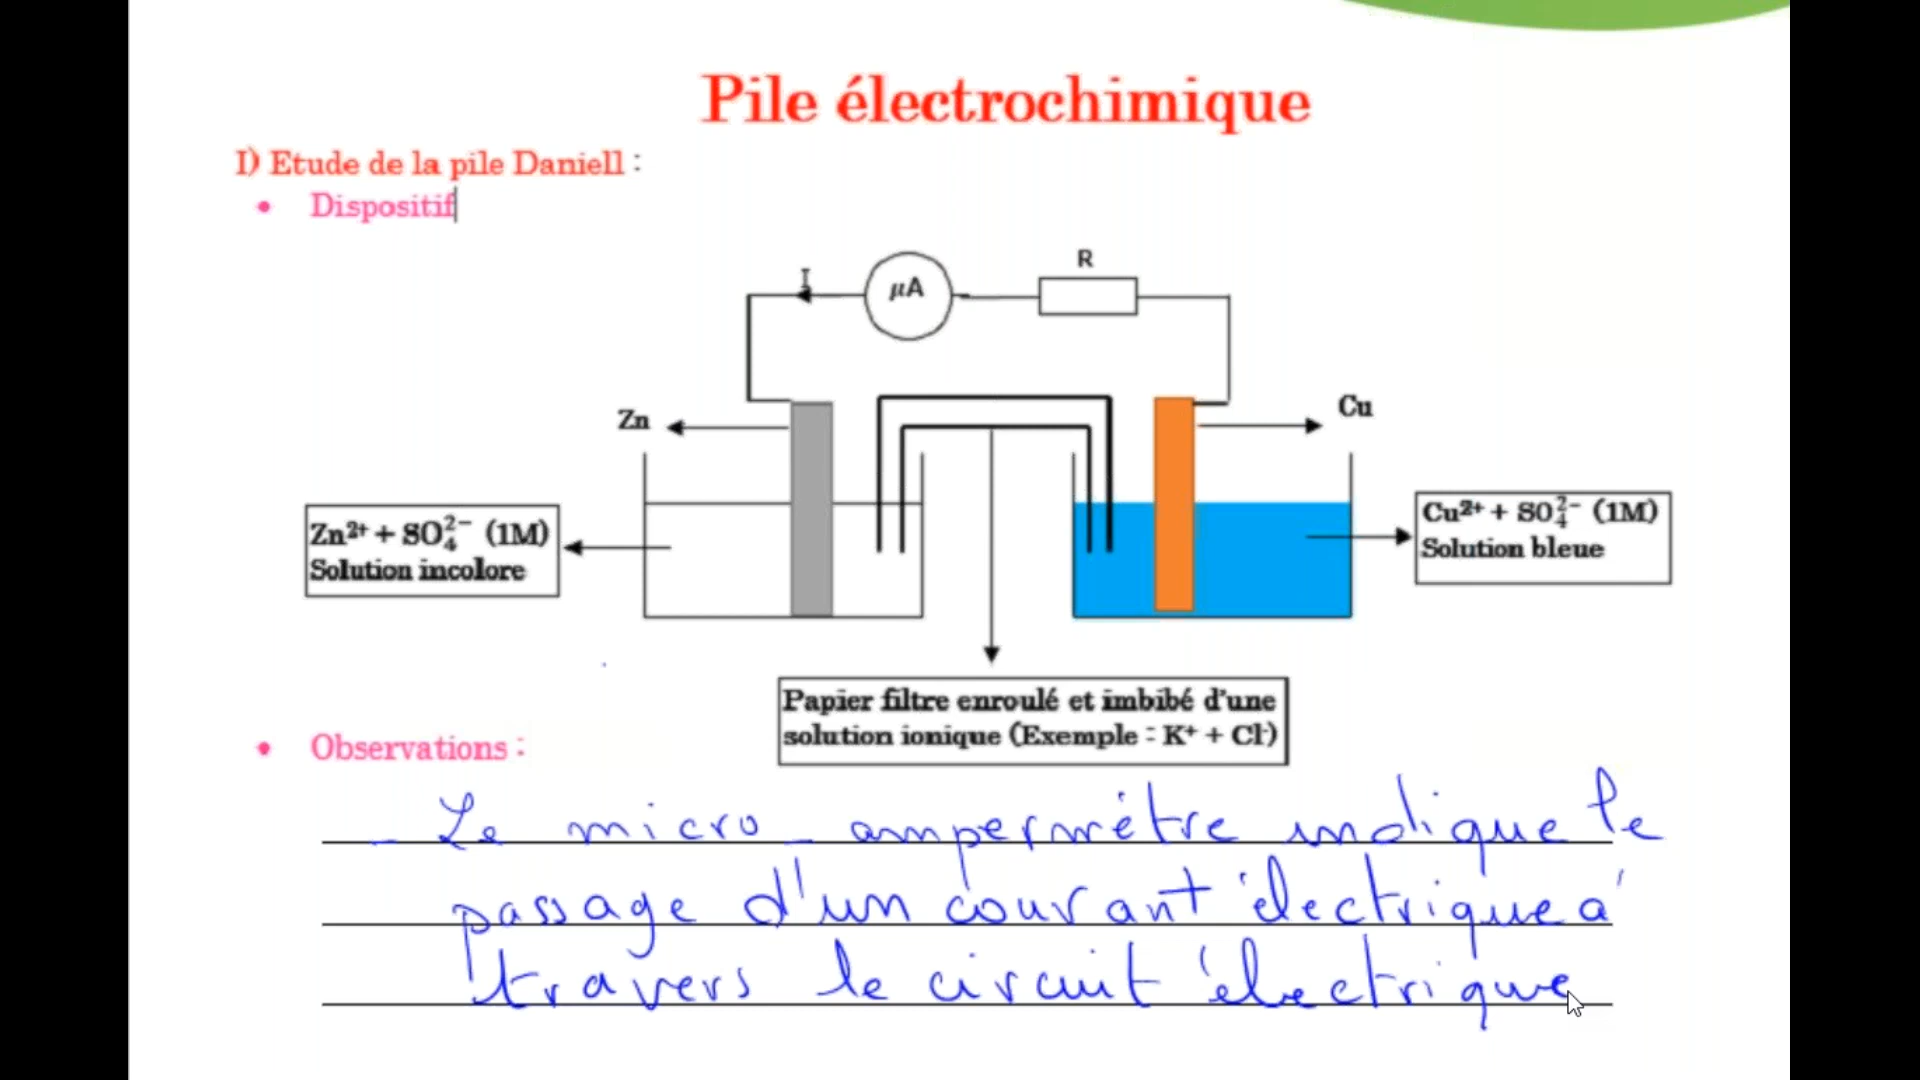 Pile électrochimique
I) Etude de la pile Daniell :
• Dispositif
R
I
µA
Zn
Cu
Zn²⁺ + SO₄²⁻ (1M)
Solution incolore
Cu²⁺ + SO₄²⁻ (1M)
Solution bleue
Papier filtre enroulé et imbibé d'une
solution ionique (Exemple : K⁺ + Cl⁻)
• Observations :
- Le micro-ampermétre indique le
passage d'un courant électrique à
travers le circuit électrique